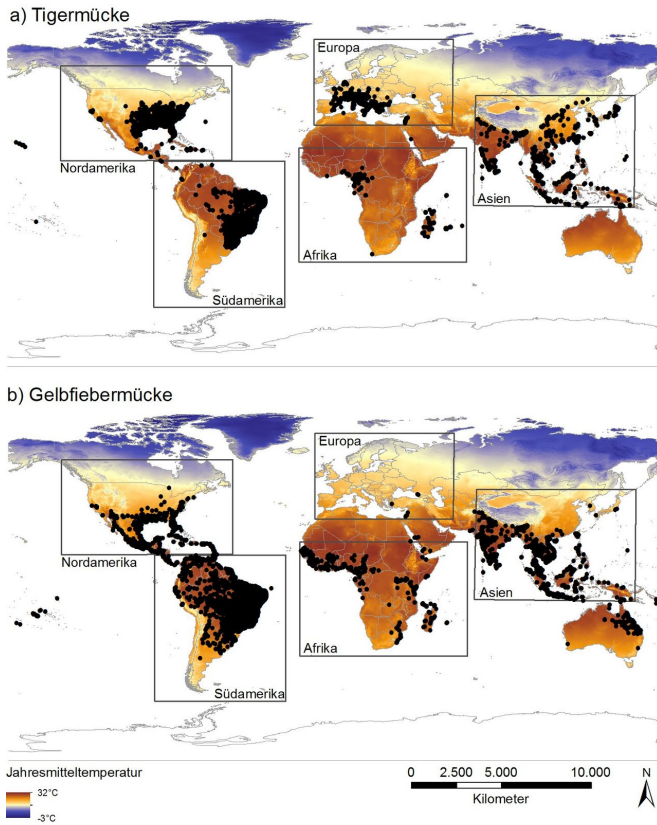 a) Tigermücke
Europa
Nordamerika
Asien
Afrika
Südamerika
b) Gelbfiebermücke
Europa
Nordamerika
Asien
Afrika
Südamerika
Jahresmitteltemperatur
32°C
-3°C
0 2.500 5.000 10.000
Kilometer
N